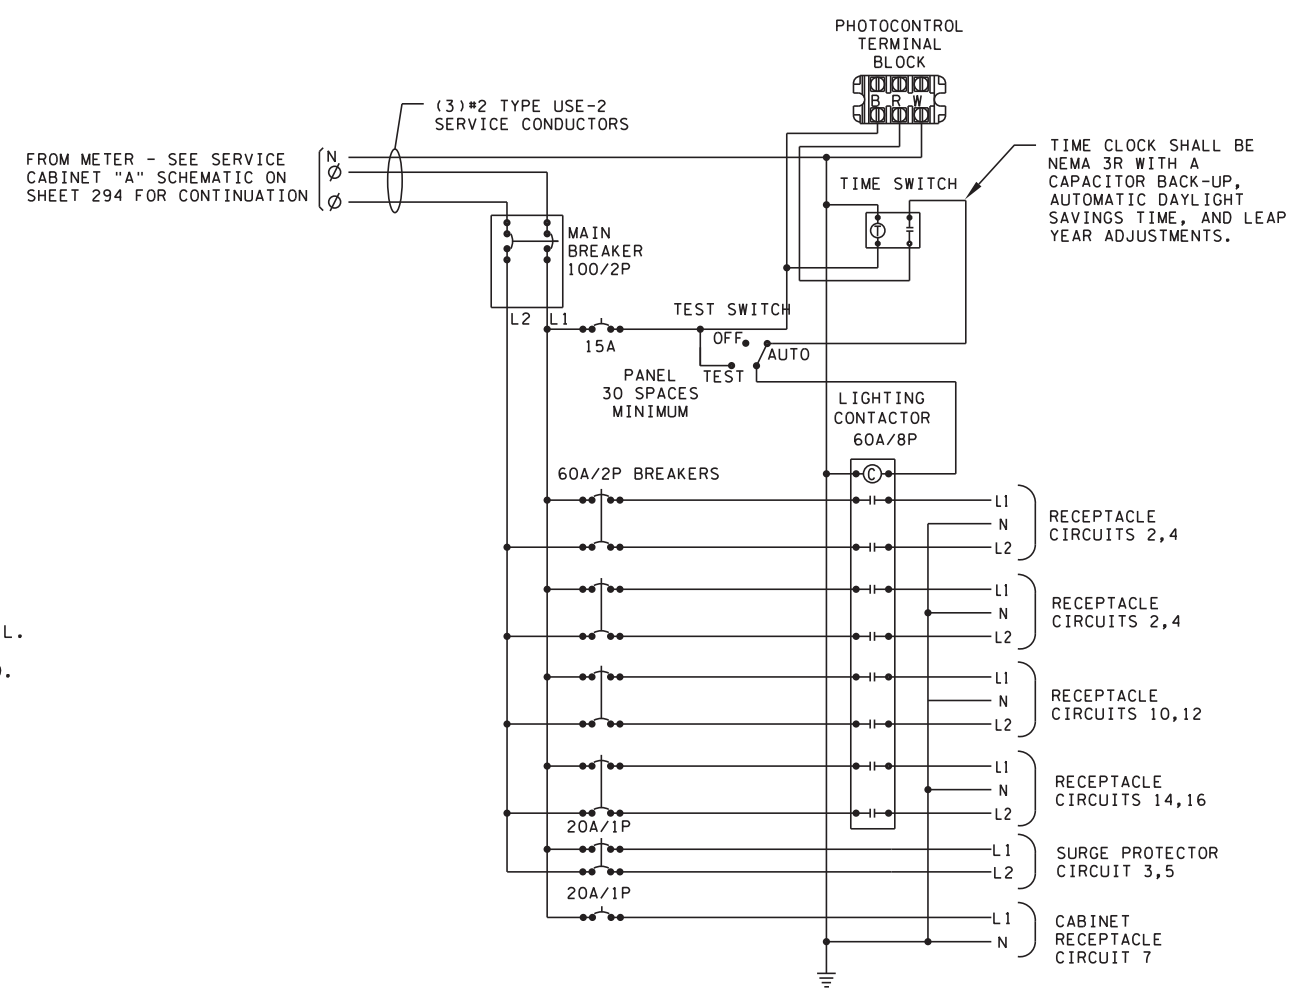 PHOTOCONTROL
TERMINAL
BLOCK
B R W
(3)#2 TYPE USE-2
SERVICE CONDUCTORS
FROM METER - SEE SERVICE
CABINET "A" SCHEMATIC ON
SHEET 294 FOR CONTINUATION
N
Ø
Ø
TIME CLOCK SHALL BE
NEMA 3R WITH A
CAPACITOR BACK-UP,
AUTOMATIC DAYLIGHT
SAVINGS TIME, AND LEAP
YEAR ADJUSTMENTS.
TIME SWITCH
T
MAIN
BREAKER
100/2P
L2
L1
15A
TEST SWITCH
OFF
AUTO
TEST
PANEL
30 SPACES
MINIMUM
LIGHTING
CONTACTOR
60A/8P
C
60A/2P BREAKERS
L1
N
L2
RECEPTACLE
CIRCUITS 2,4
L1
N
L2
RECEPTACLE
CIRCUITS 2,4
L.
).
L1
N
L2
RECEPTACLE
CIRCUITS 10,12
L1
N
L2
RECEPTACLE
CIRCUITS 14,16
20A/1P
L1
L2
SURGE PROTECTOR
CIRCUIT 3,5
20A/1P
L1
N
CABINET
RECEPTACLE
CIRCUIT 7